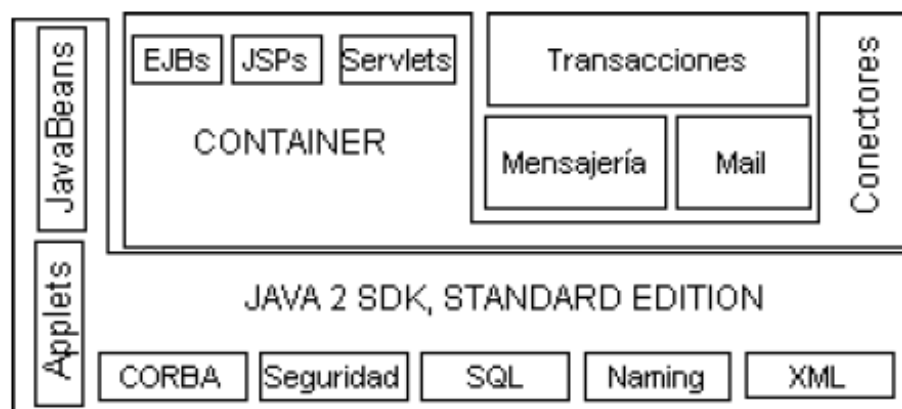 JavaBeans
EJBs
JSPs
Servlets
CONTAINER
Transacciones
Mensajería
Mail
Conectores
Applets
JAVA 2 SDK, STANDARD EDITION
CORBA
Seguridad
SQL
Naming
XML